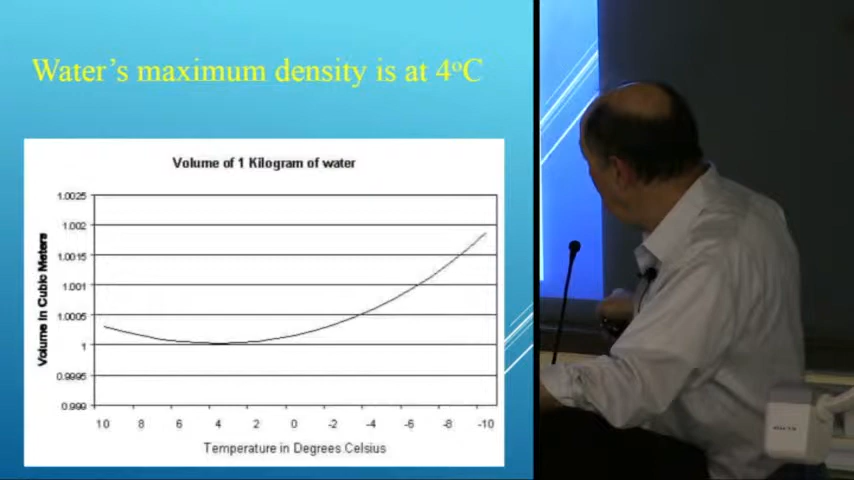 Water's maximum density is at 4°C
Volume of 1 Kilogram of water
Volume in Cubic Meters
1.0025
1.002
1.0015
1.001
1.0005
1
0.9995
0.999
10 8 6 4 2 0 -2 -4 -6 -8 -10
Temperature in Degrees Celsius